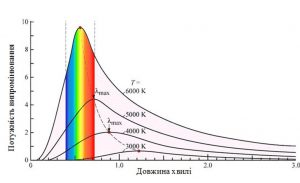 Потужність випромінювання
10
8
6
4
2
0
T =
6000 K
λmax
5000 K
λmax
4000 K
3000 K
0
1.0
2.0
3.0
Довжина хвилі